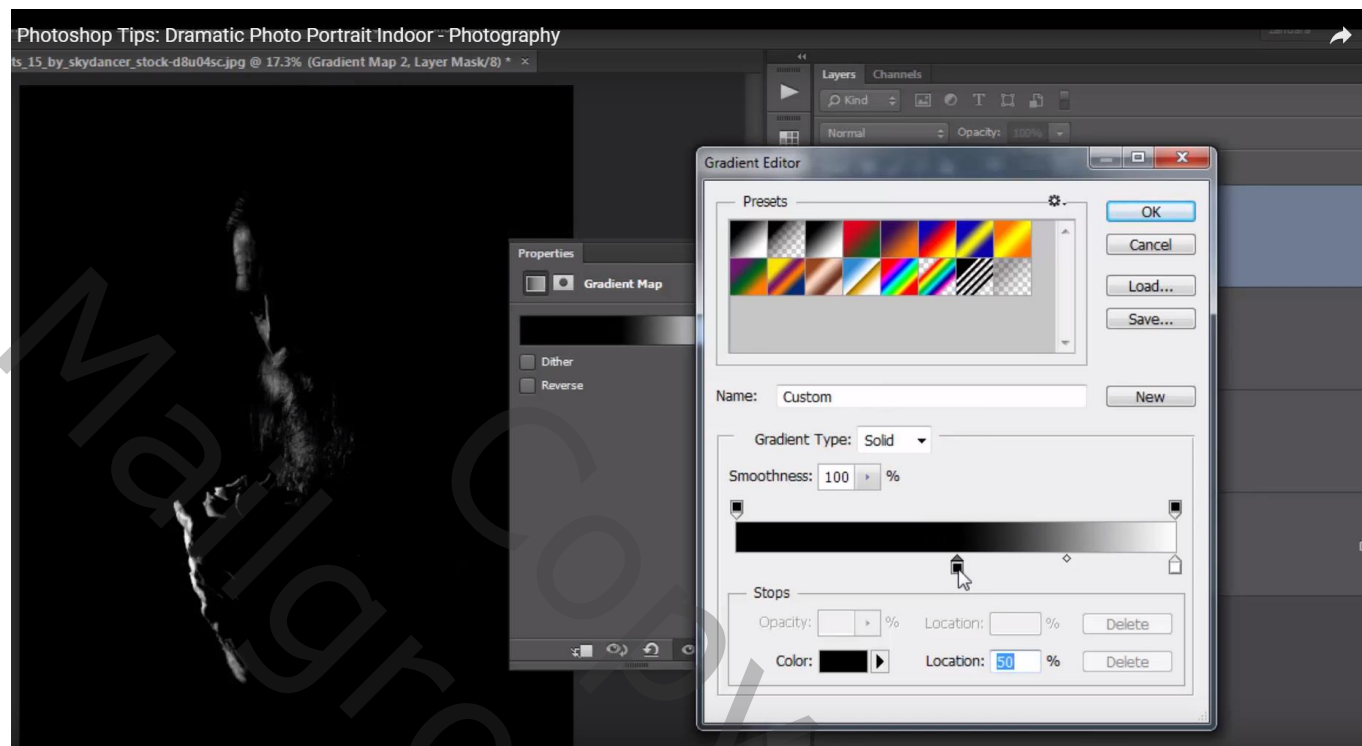 Photoshop Tips: Dramatic Photo Portrait Indoor - Photography
ts_15_by_skydancer_stock-d8u04sc.jpg @ 17.3% (Gradient Map 2, Layer Mask/8) * ×
Layers Channels
Kind
Normal Opacity: 100%
Gradient Editor
Presets
OK
Cancel
Load...
Save...
Properties
Gradient Map
Dither
Reverse
Name: Custom New
Gradient Type: Solid
Smoothness: 100 %
Stops
Opacity: % Location: % Delete
Color: Location: 50 % Delete